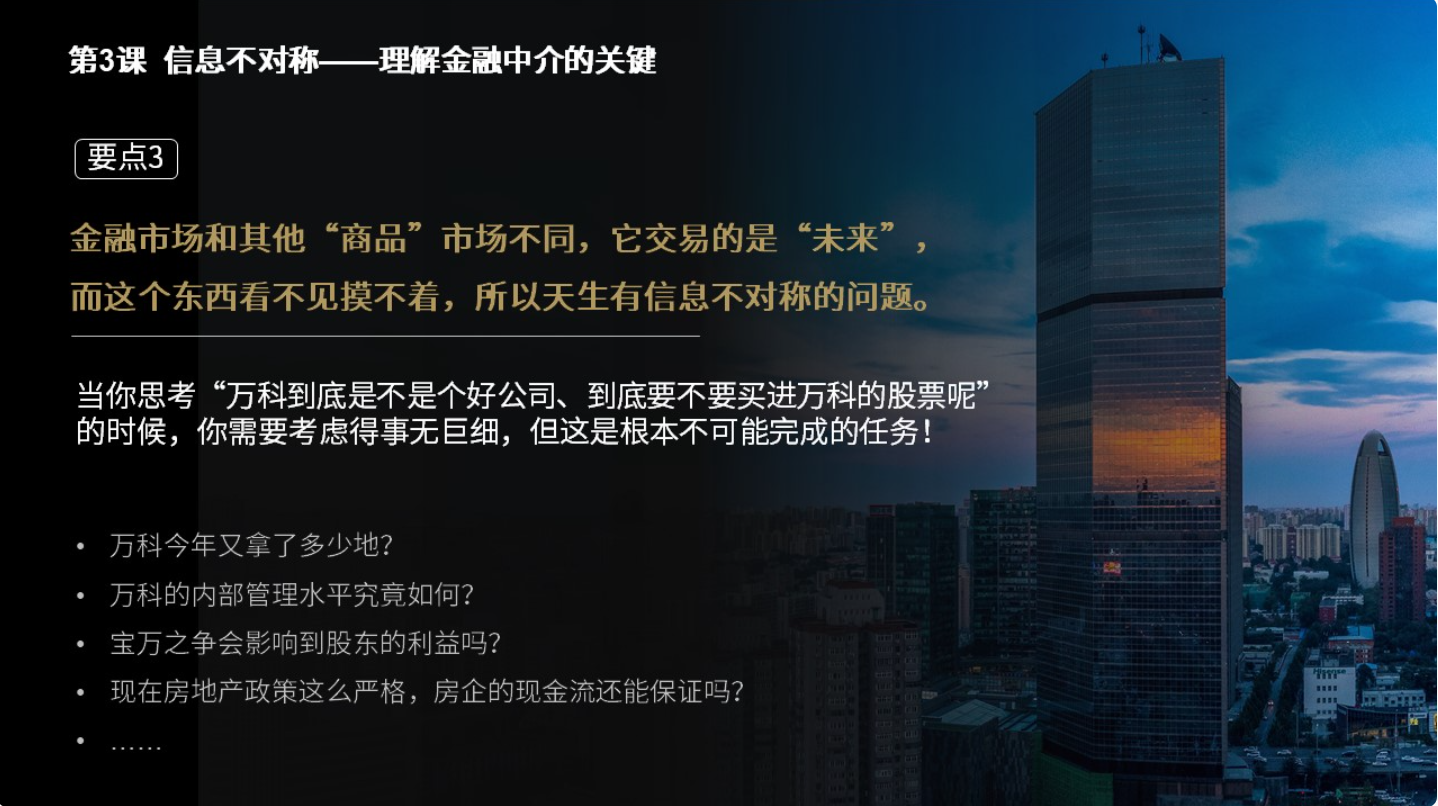 第3课 信息不对称——理解金融中介的关键
要点3
金融市场和其他“商品”市场不同，它交易的是“未来”，
而这个东西看不见摸不着，所以天生有信息不对称的问题。
当你思考“万科到底是不是个好公司、到底要不要买进万科的股票呢”
的时候，你需要考虑得事无巨细，但这是根本不可能完成的任务！
• 万科今年又拿了多少地？
• 万科的内部管理水平究竟如何？
• 宝万之争会影响到股东的利益吗？
• 现在房地产政策这么严格，房企的现金流还能保证吗？
• ……